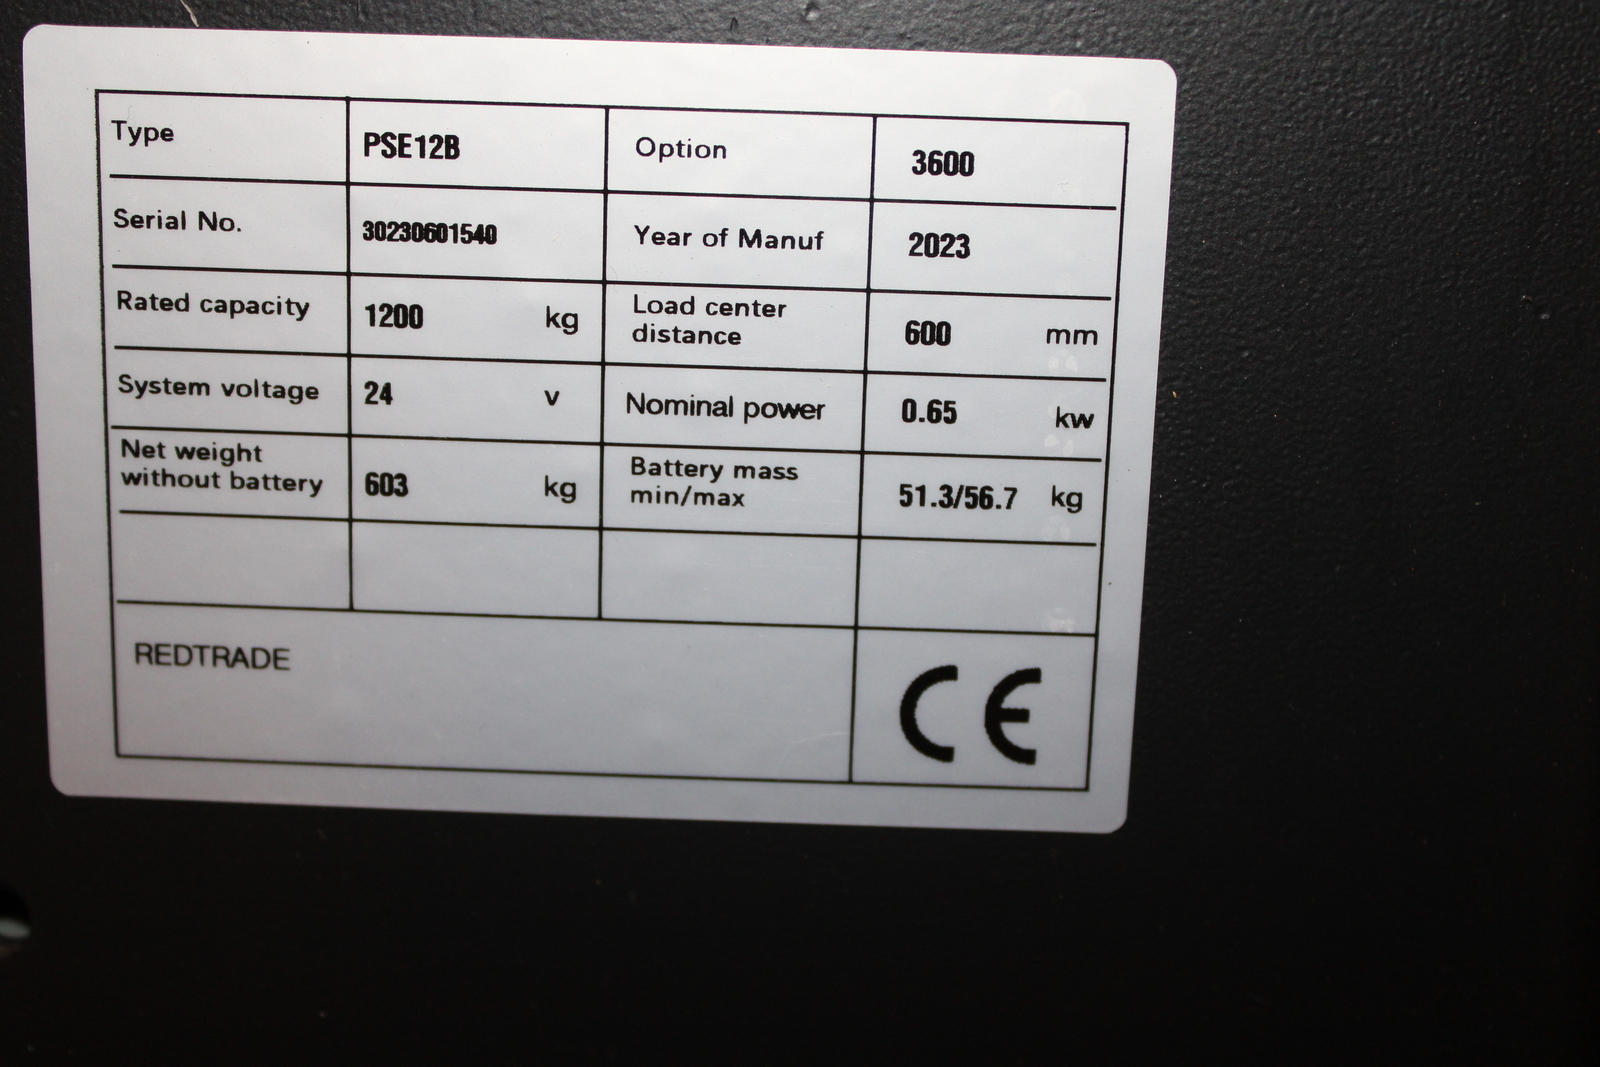 Type PSE12B Option 3600
Serial No. 30230601540 Year of Manuf 2023
Rated capacity 1200 kg Load center distance 600 mm
System voltage 24 v Nominal power 0.65 kw
Net weight without battery 603 kg Battery mass min/max 51.3/56.7 kg
REDTRADE
CE